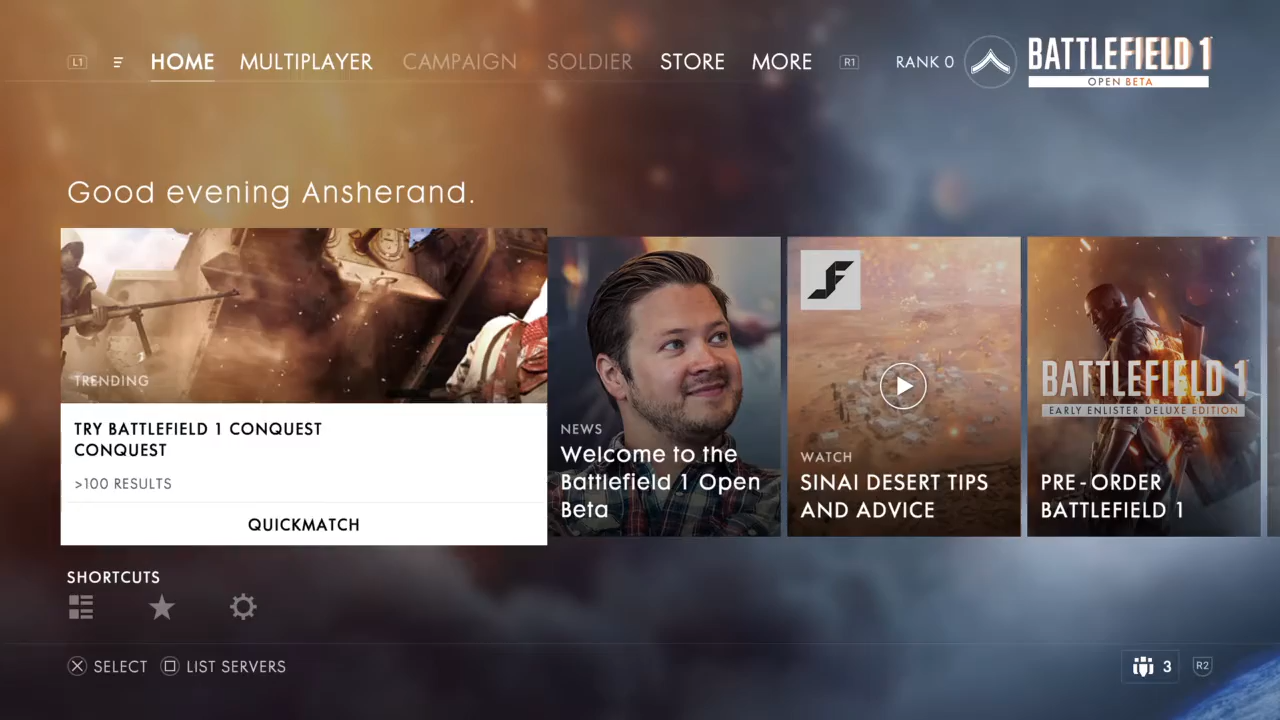 L1
HOME
MULTIPLAYER
CAMPAIGN
SOLDIER
STORE
MORE
R1
RANK 0
BATTLEFIELD 1
OPEN BETA
Good evening Ansherand.
TRENDING
TRY BATTLEFIELD 1 CONQUEST
CONQUEST
>100 RESULTS
QUICKMATCH
NEWS
Welcome to the
Battlefield 1 Open
Beta
WATCH
SINAI DESERT TIPS
AND ADVICE
BATTLEFIELD 1
EARLY ENLISTER DELUXE EDITION
PRE-ORDER
BATTLEFIELD 1
SHORTCUTS
SELECT
LIST SERVERS
3
R2